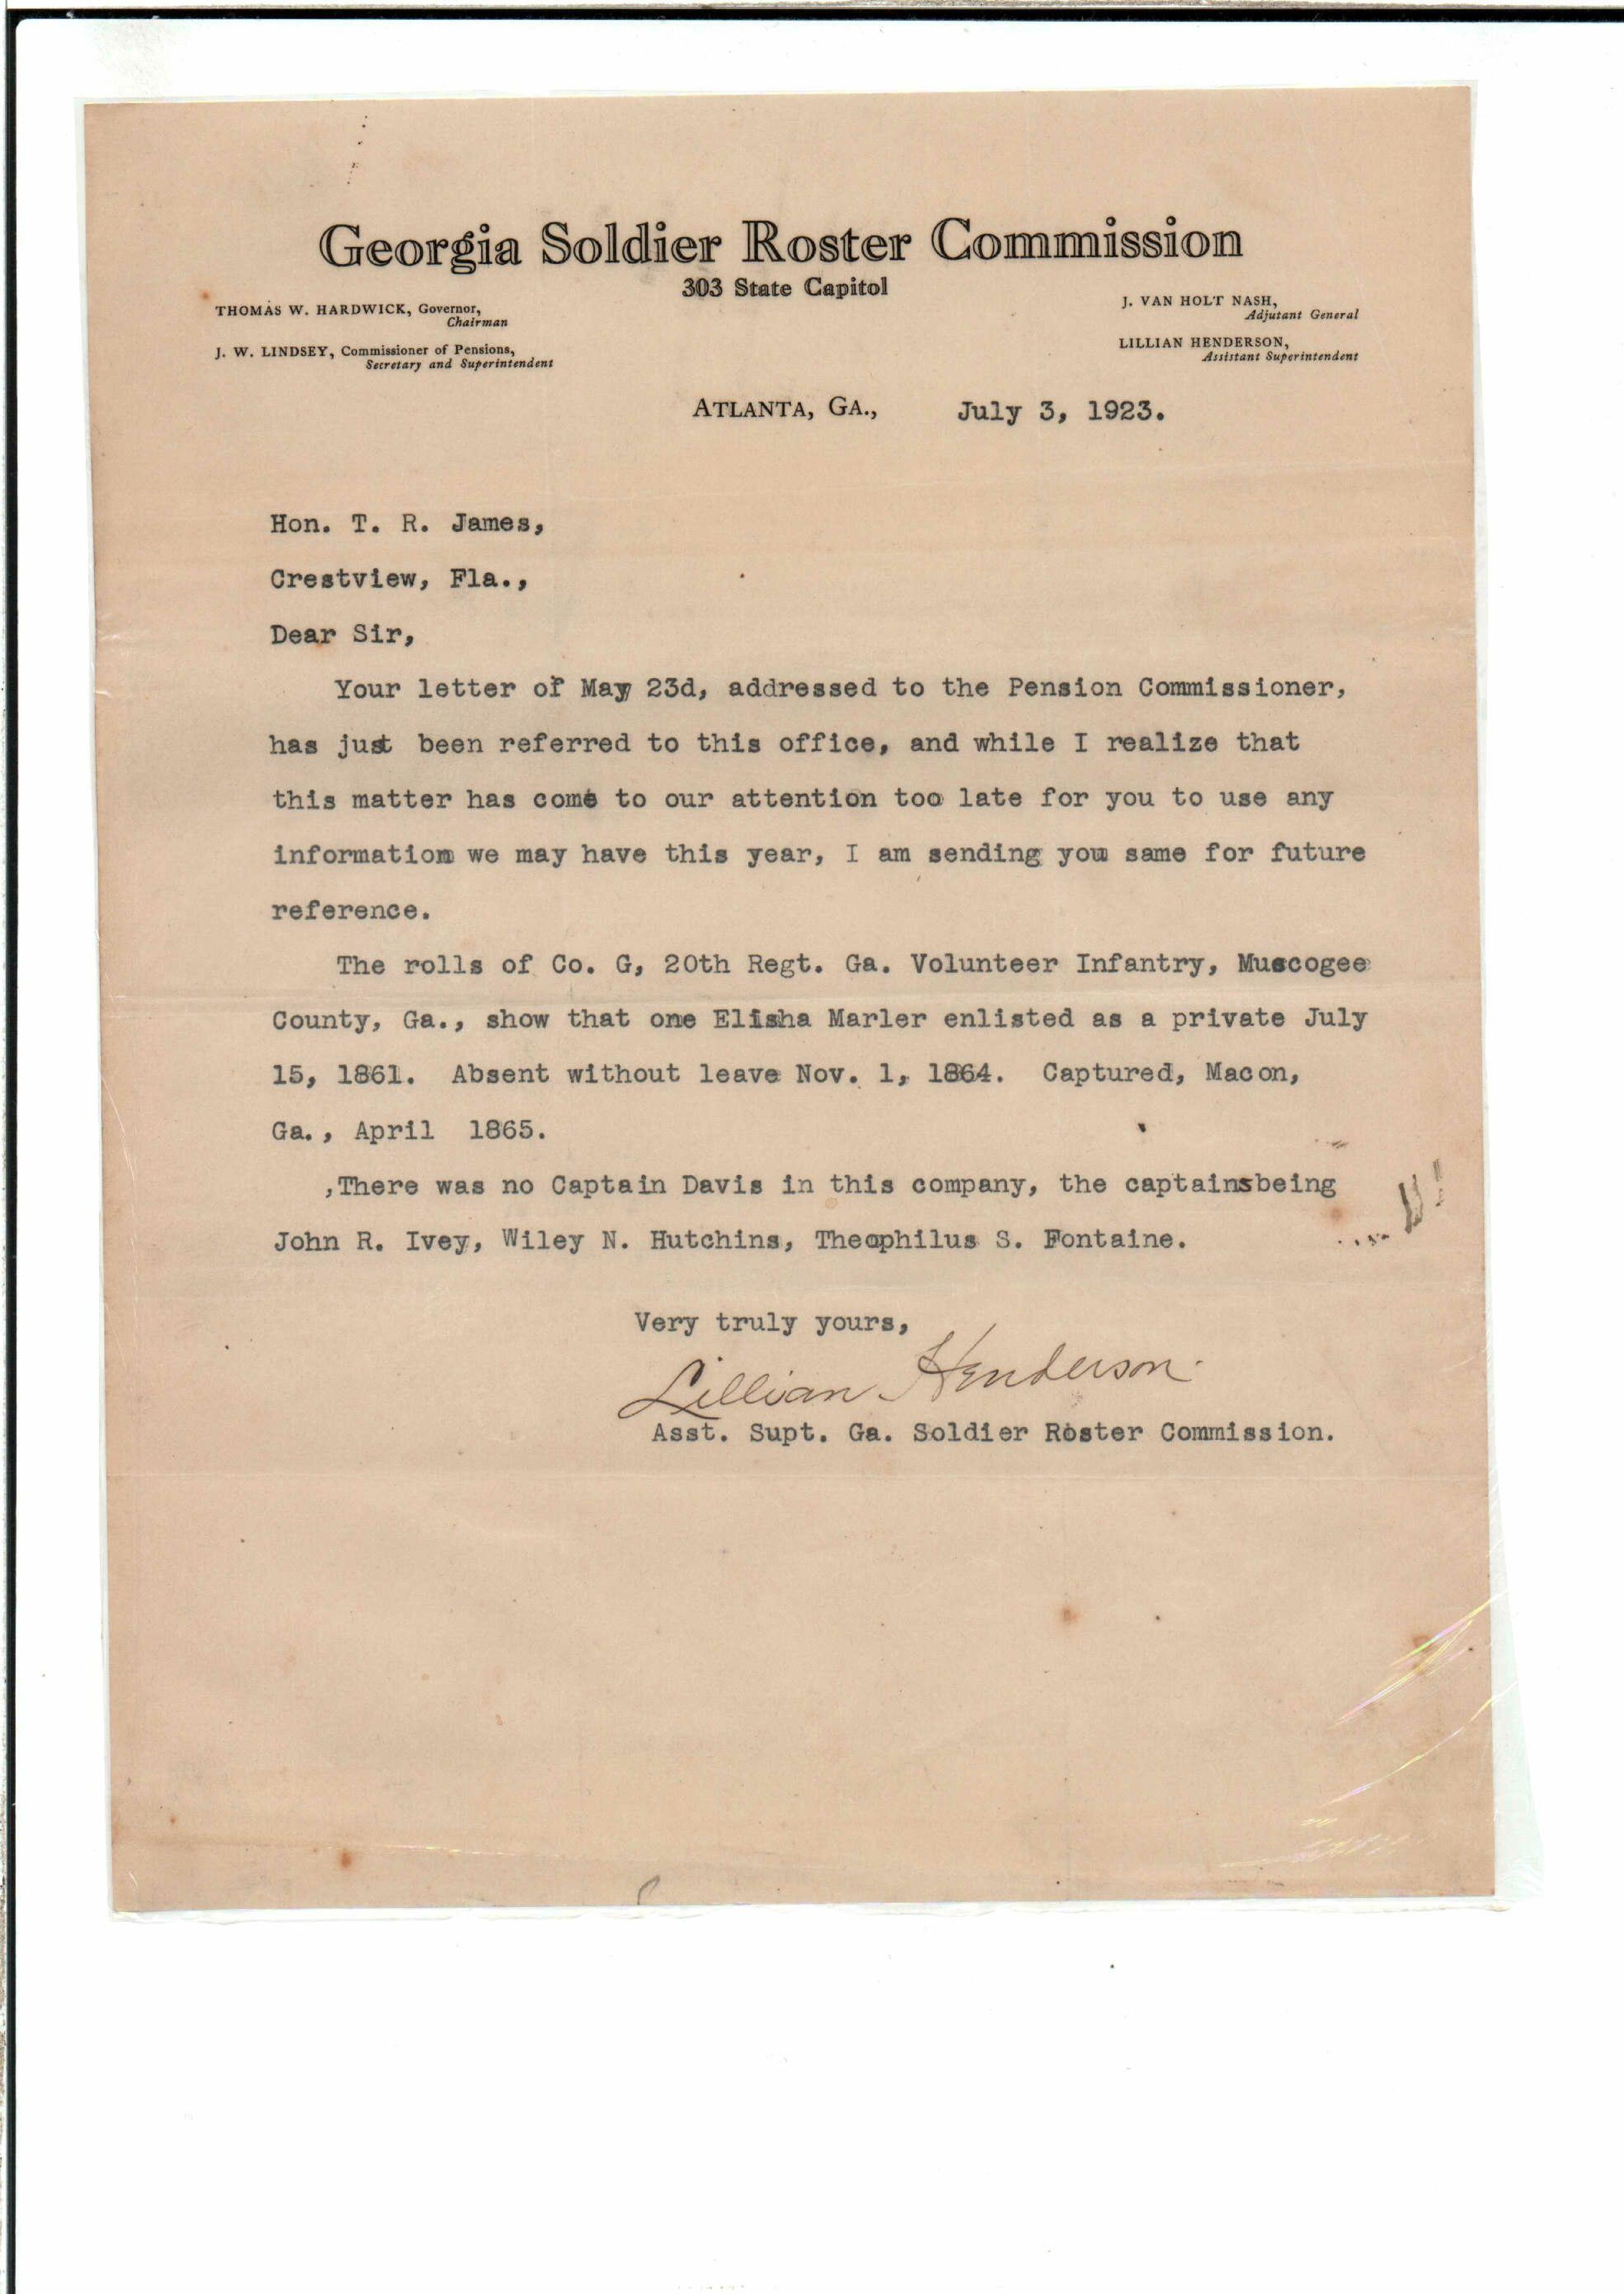 Georgia Soldier Roster Commission
303 State Capitol
THOMAS W. HARDWICK, Governor,
Chairman
J. W. LINDSEY, Commissioner of Pensions,
Secretary and Superintendent
J. VAN HOLT NASH,
Adjutant General
LILLIAN HENDERSON,
Assistant Superintendent
ATLANTA, GA., July 3, 1923.
Hon. T. R. James,
Crestview, Fla.,
Dear Sir,
Your letter of May 23d, addressed to the Pension Commissioner,
has just been referred to this office, and while I realize that
this matter has come to our attention too late for you to use any
information we may have this year, I am sending you same for future
reference.
The rolls of Co. G, 20th Regt. Ga. Volunteer Infantry, Muscogee
County, Ga., show that one Elisha Marler enlisted as a private July
15, 1861. Absent without leave Nov. 1, 1864. Captured, Macon,
Ga., April 1865.
,There was no Captain Davis in this company, the captains being
John R. Ivey, Wiley N. Hutchins, Theophilus S. Fontaine.
Very truly yours,
Lillian Henderson.
Asst. Supt. Ga. Soldier Roster Commission.